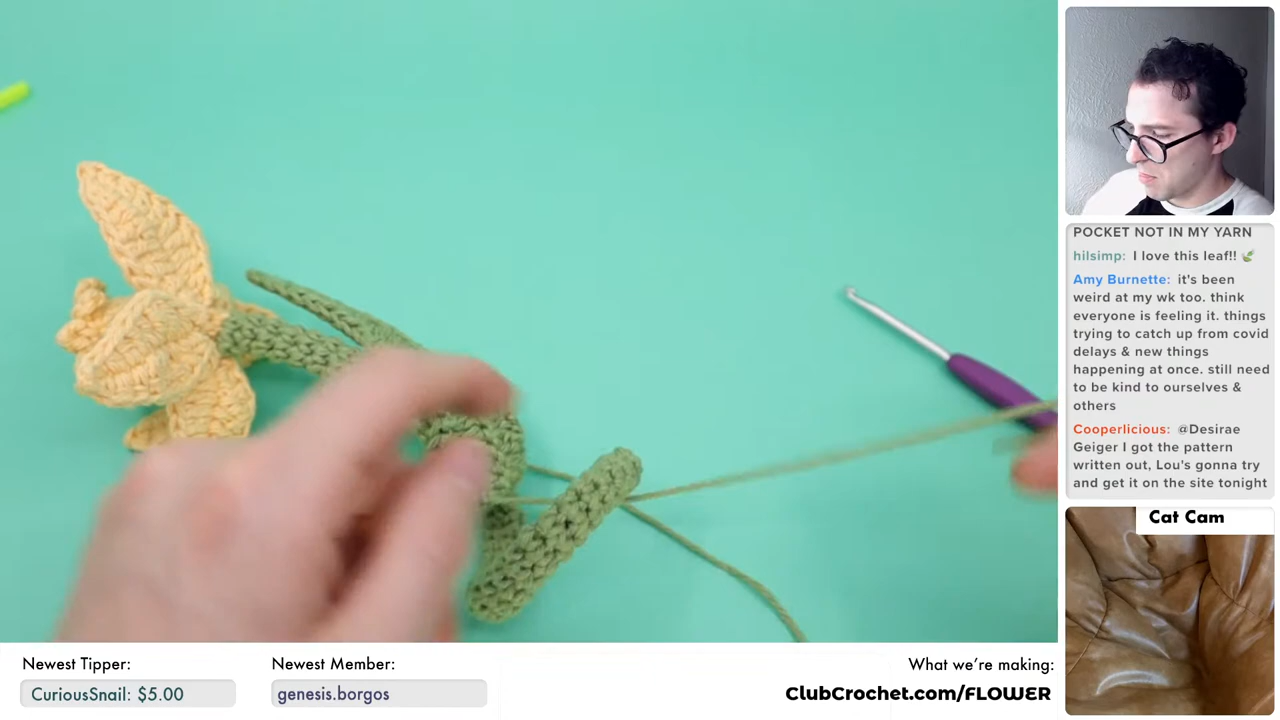 POCKET NOT IN MY YARN
hilsimp: I love this leaf!! 🌿
Amy Burnette: it's been
weird at my wk too. think
everyone is feeling it. things
trying to catch up from covid
delays & new things
happening at once. still need
to be kind to ourselves &
others
Cooperlicious: @Desirae
Geiger I got the pattern
written out, Lou's gonna try
and get it on the site tonight
Cat Cam
Newest Tipper:
CuriousSnail: $5.00
Newest Member:
genesis.borgos
What we're making:
ClubCrochet.com/FLOWER